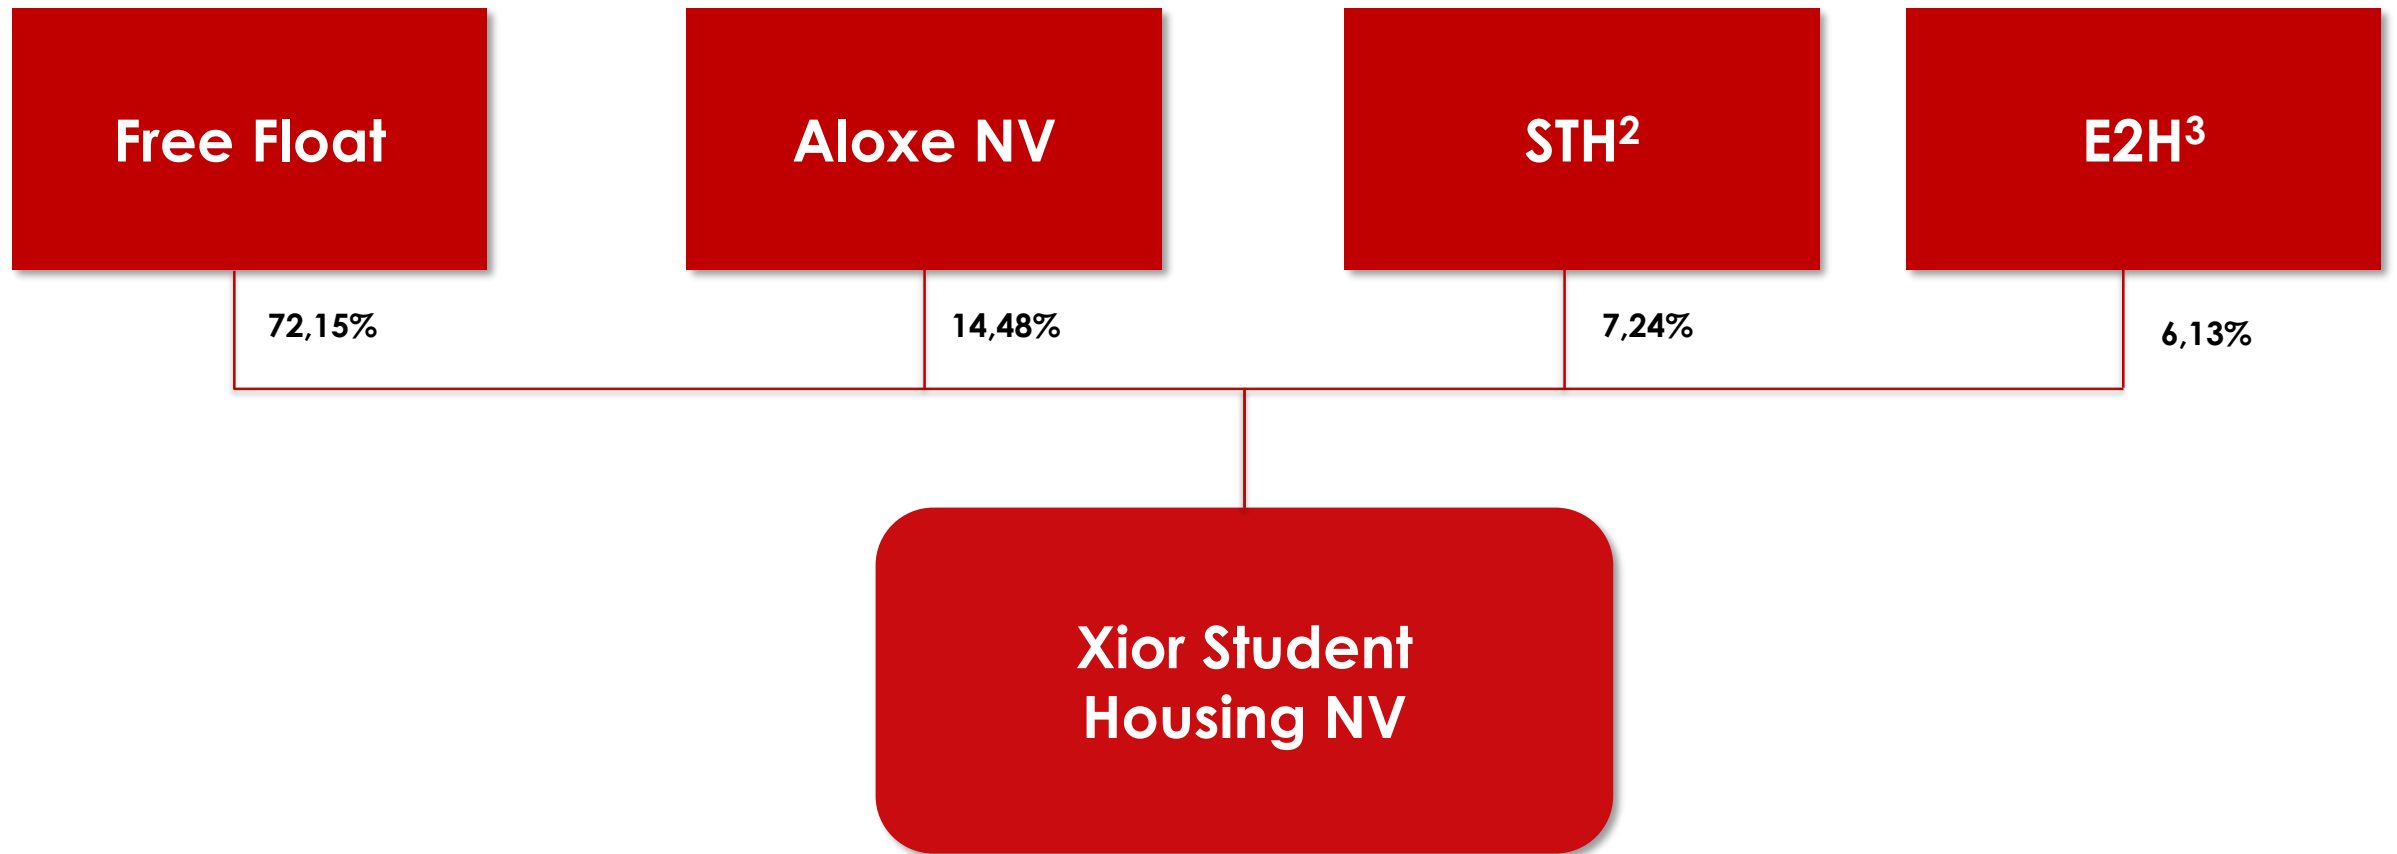 Free Float
Aloxe NV
STH²
E2H³
72,15%
14,48%
7,24%
6,13%
Xior Student
Housing NV